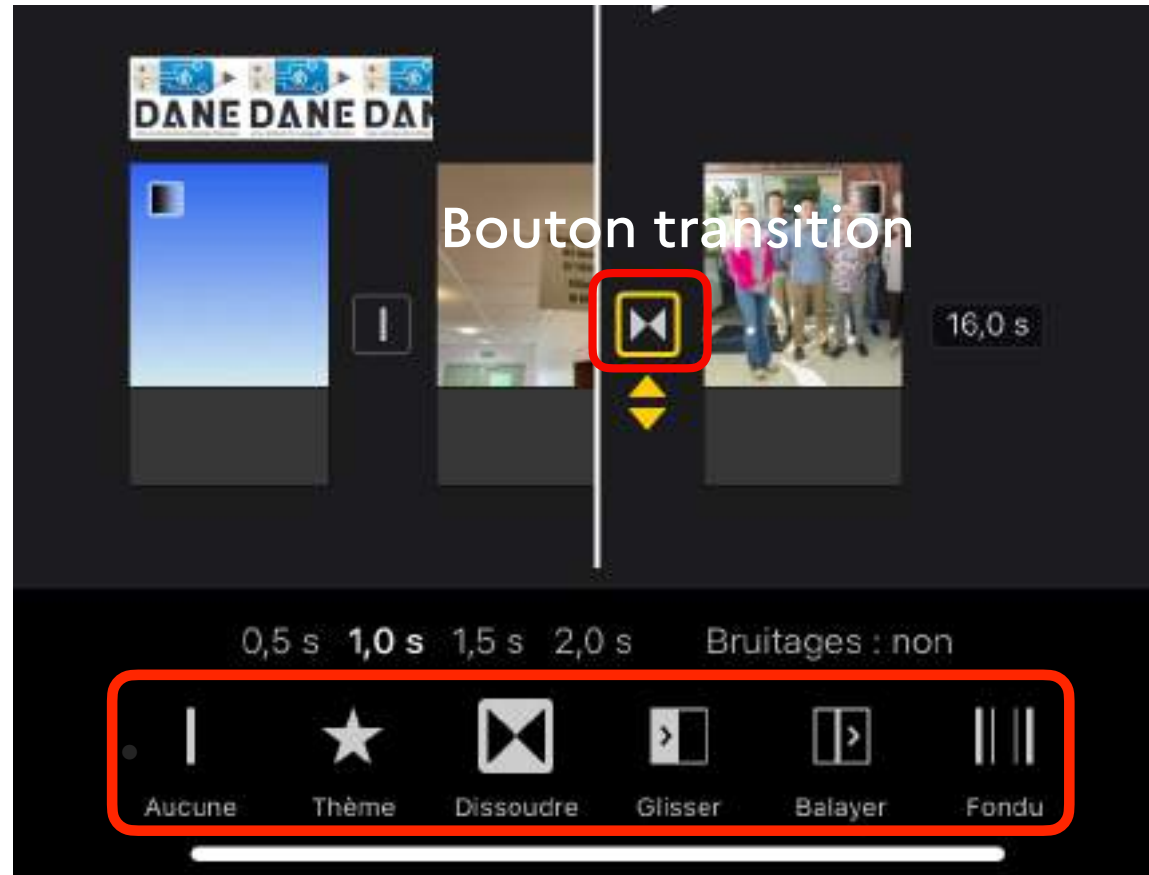 DANE DANE DAN
Bouton transition
16,0 s
0,5 s 1,0 s 1,5 s 2,0 s Bruitages : non
Aucune Thème Dissoudre Glisser Balayer Fondu